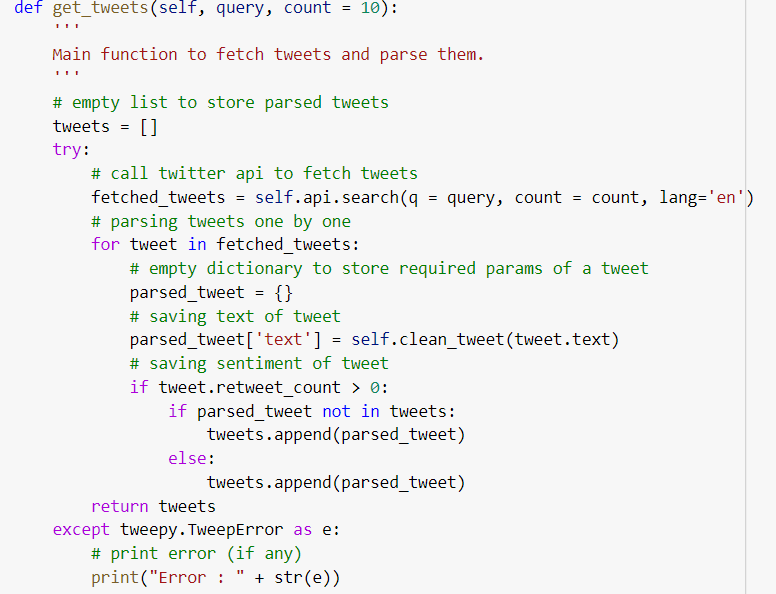 def get_tweets(self, query, count = 10):
'''
Main function to fetch tweets and parse them.
'''
# empty list to store parsed tweets
tweets = []
try:
# call twitter api to fetch tweets
fetched_tweets = self.api.search(q = query, count = count, lang='en')
# parsing tweets one by one
for tweet in fetched_tweets:
# empty dictionary to store required params of a tweet
parsed_tweet = {}
# saving text of tweet
parsed_tweet['text'] = self.clean_tweet(tweet.text)
# saving sentiment of tweet
if tweet.retweet_count > 0:
if parsed_tweet not in tweets:
tweets.append(parsed_tweet)
else:
tweets.append(parsed_tweet)
return tweets
except tweepy.TweepError as e:
# print error (if any)
print("Error : " + str(e))